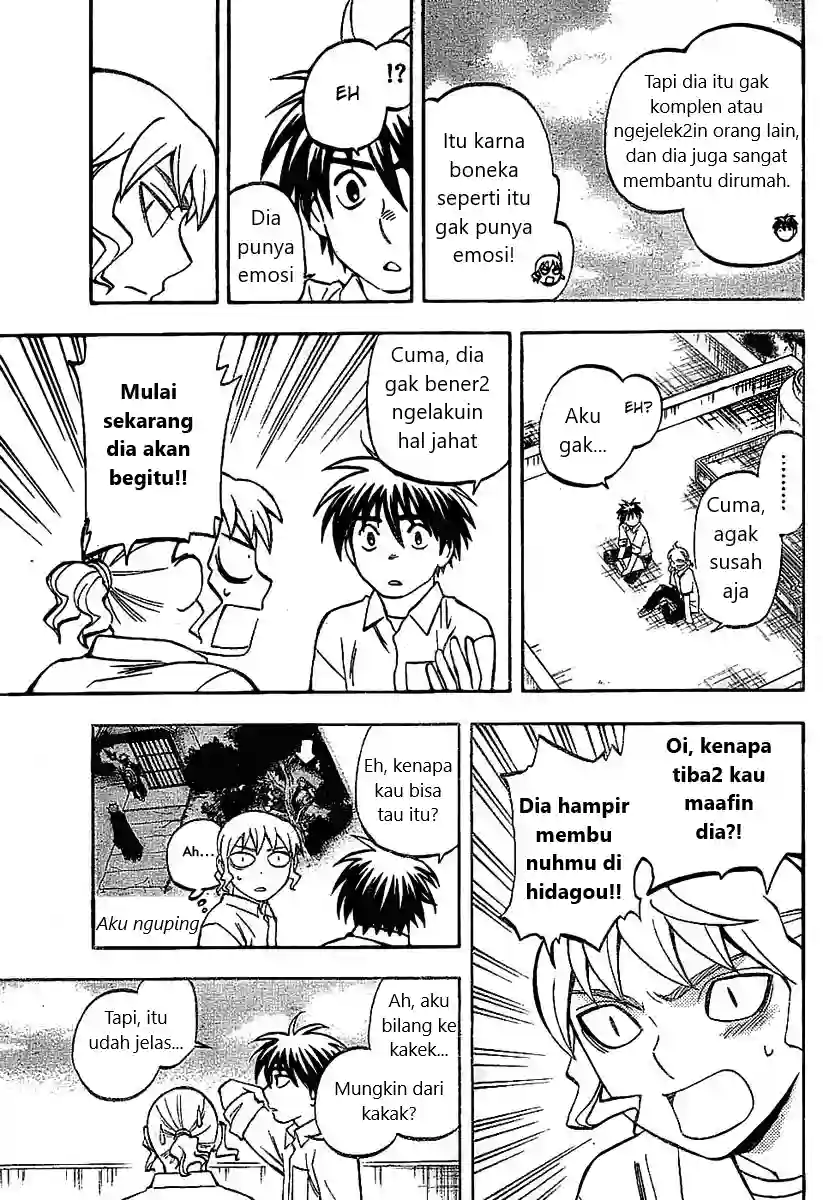 Tapi dia itu gak
komplen atau
ngejelek2in orang lain,
dan dia juga sangat
membantu dirumah.
Itu karna
boneka
seperti itu
gak punya
emosi!
EH
!?
Dia
punya
emosi
EH?
Aku
gak...
.........
Cuma,
agak
susah
aja
Cuma, dia
gak bener2
ngelakuin
hal jahat
Mulai
sekarang
dia akan
begitu!!
Oi, kenapa
tiba2 kau
maafin
dia?!
Dia hampir
membu
nuhmu di
hidagou!!
Eh, kenapa
kau bisa
tau itu?
Ah...
Aku nguping
Ah, aku
bilang ke
kakek...
Mungkin dari
kakak?
Tapi, itu
udah jelas...